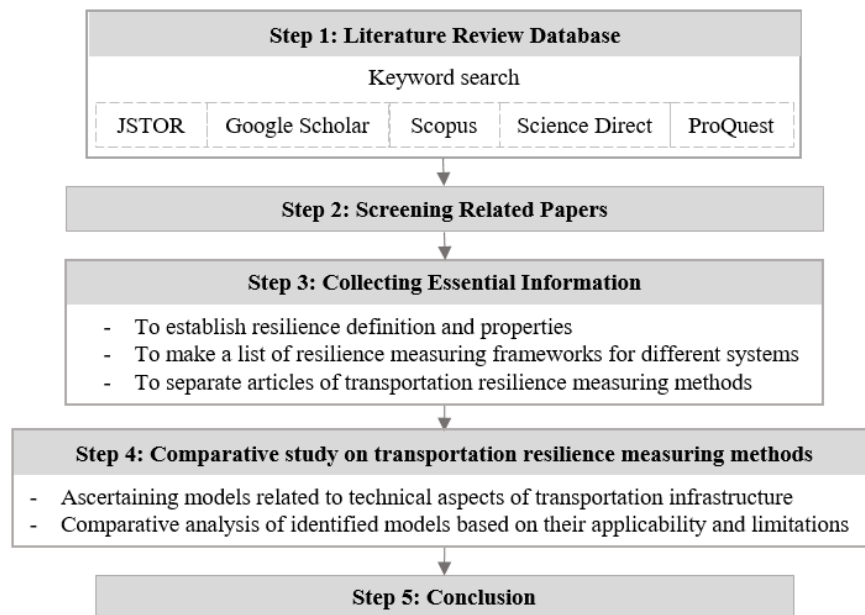 Step 1: Literature Review Database
Keyword search
JSTOR Google Scholar Scopus Science Direct ProQuest
Step 2: Screening Related Papers
Step 3: Collecting Essential Information
- To establish resilience definition and properties
- To make a list of resilience measuring frameworks for different systems
- To separate articles of transportation resilience measuring methods
Step 4: Comparative study on transportation resilience measuring methods
- Ascertaining models related to technical aspects of transportation infrastructure
- Comparative analysis of identified models based on their applicability and limitations
Step 5: Conclusion